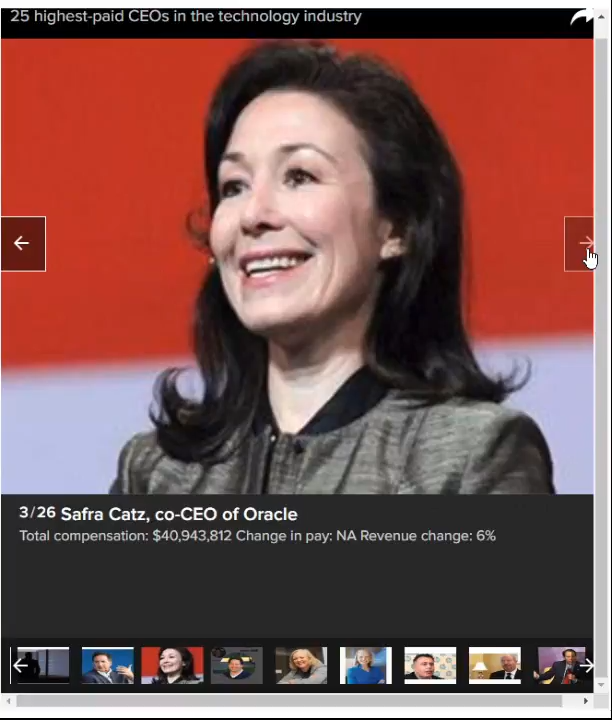 25 highest-paid CEOs in the technology industry
3/26 Safra Catz, co-CEO of Oracle
Total compensation: $40,943,812 Change in pay: NA Revenue change: 6%